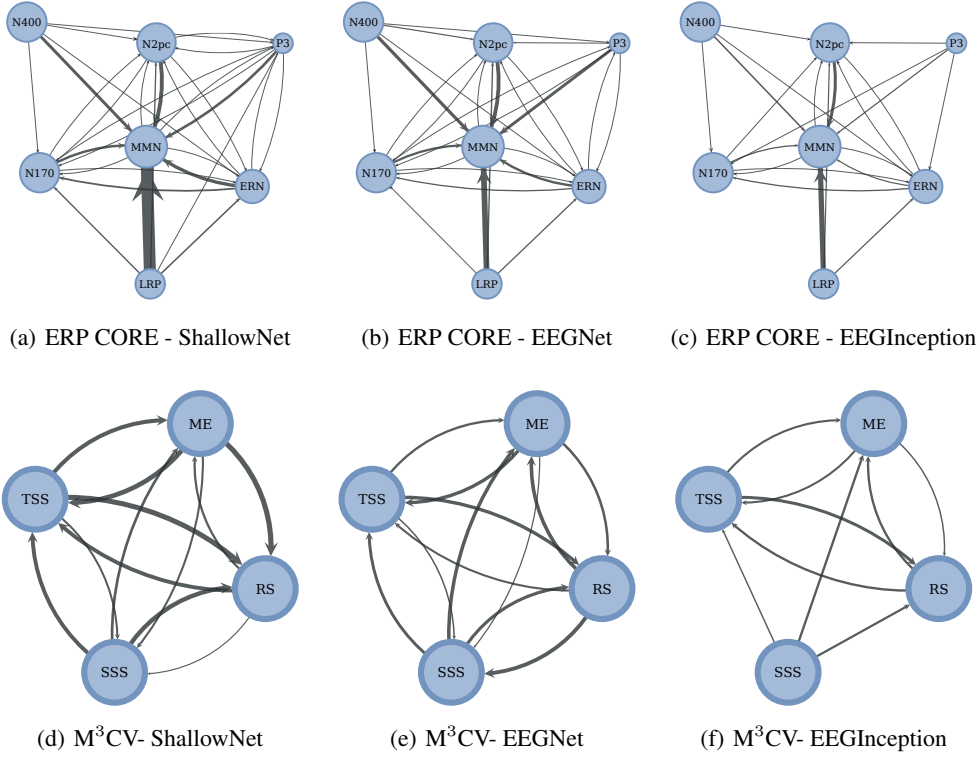 N400 N2pc P3 MMN N170 ERN LRP
N400 N2pc P3 MMN N170 ERN LRP
N400 N2pc P3 MMN N170 ERN LRP
(a) ERP CORE - ShallowNet
(b) ERP CORE - EEGNet
(c) ERP CORE - EEGInception
ME TSS RS SSS
ME TSS RS SSS
ME TSS RS SSS
(d) M³CV- ShallowNet
(e) M³CV- EEGNet
(f) M³CV- EEGInception